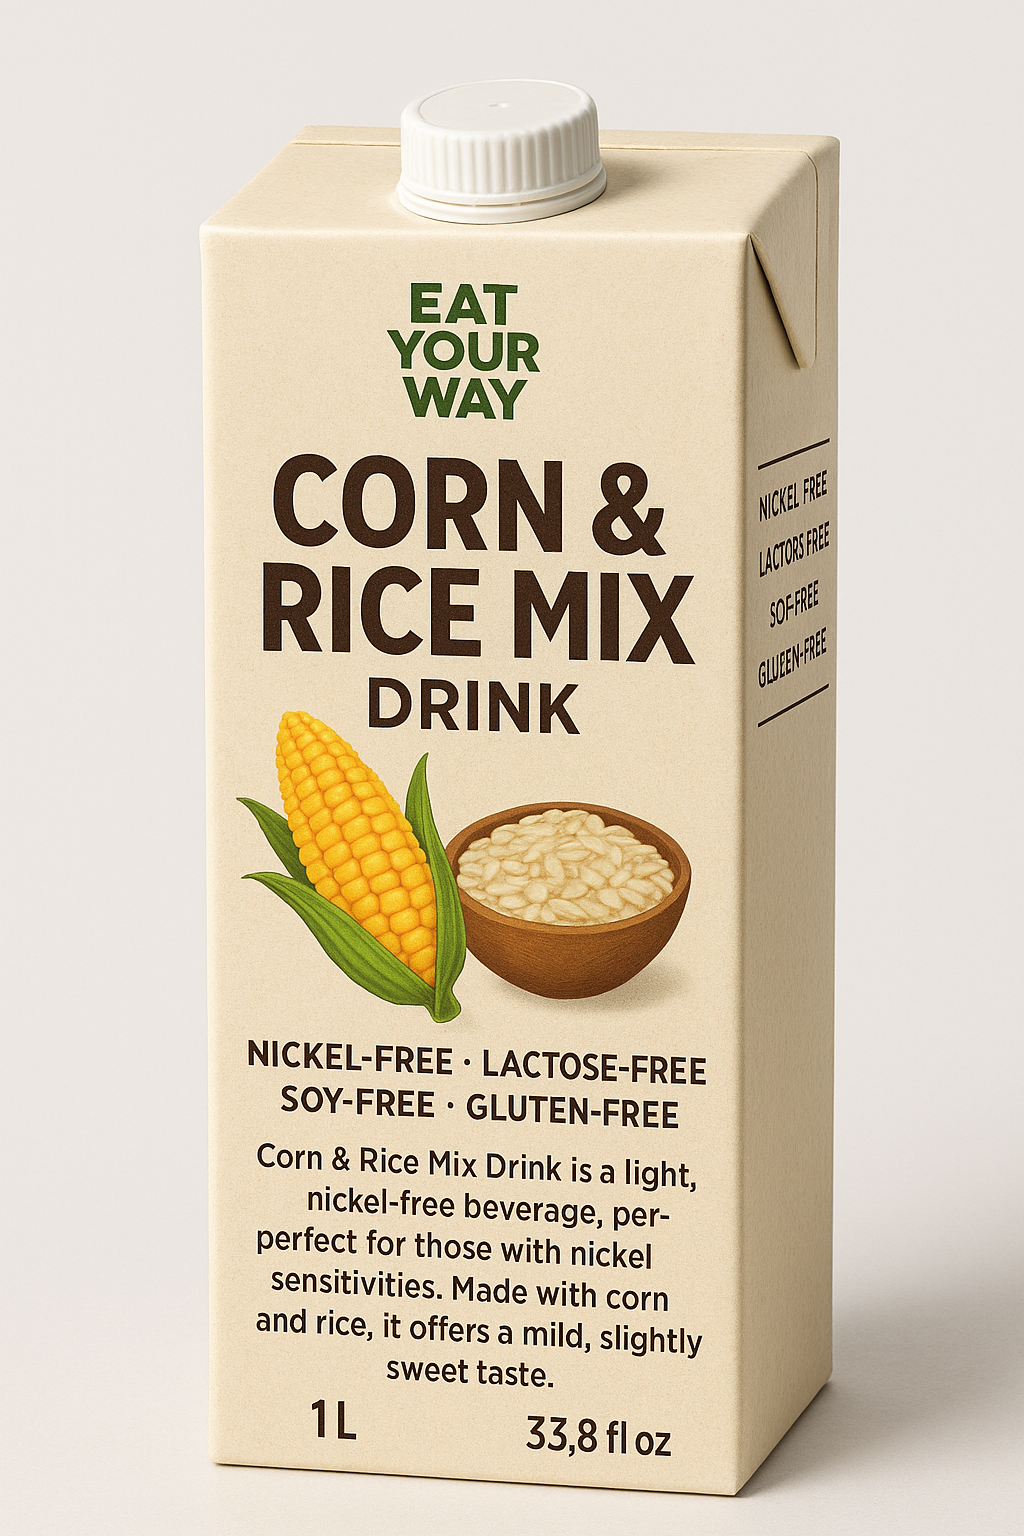 EAT
YOUR
WAY
CORN &
RICE MIX
DRINK
NICKEL-FREE · LACTOSE-FREE
SOY-FREE · GLUTEN-FREE
Corn & Rice Mix Drink is a light,
nickel-free beverage, per-
perfect for those with nickel
sensitivities. Made with corn
and rice, it offers a mild, slightly
sweet taste.
1 L
33,8 fl oz
NICKEL FREE
LACTORS FREE
SOF-FREE
GLUEEN-FREE